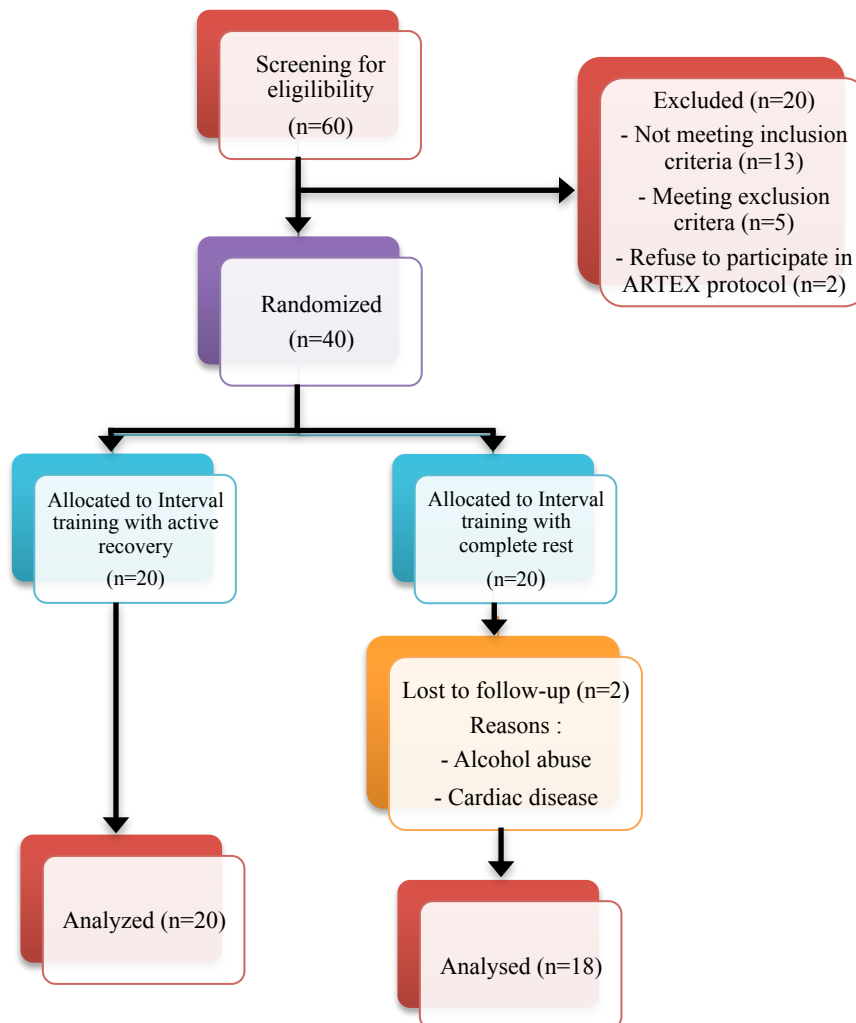 Screening for
eligilibility
(n=60)
Excluded (n=20)
- Not meeting inclusion
criteria (n=13)
- Meeting exclusion
critera (n=5)
- Refuse to participate in
ARTEX protocol (n=2)
Randomized
(n=40)
Allocated to Interval
training with active
recovery
(n=20)
Allocated to Interval
training with
complete rest
(n=20)
Lost to follow-up (n=2)
Reasons :
- Alcohol abuse
- Cardiac disease
Analyzed (n=20)
Analysed (n=18)